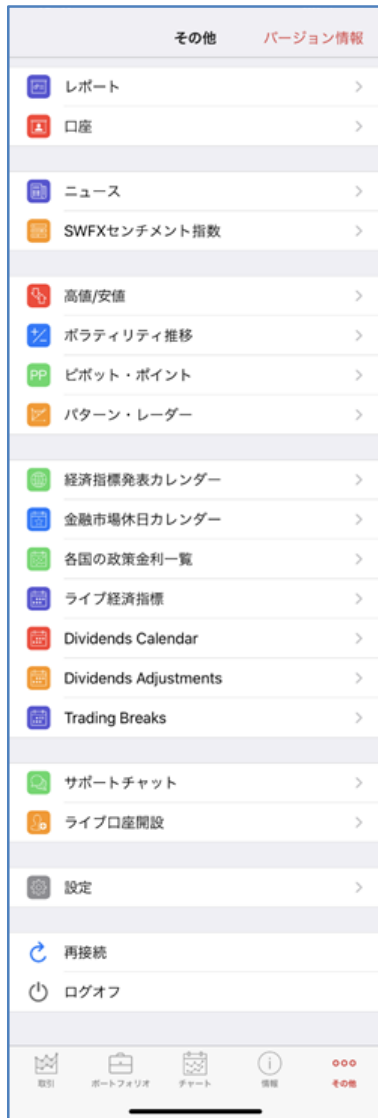 その他 バージョン情報
レポート
口座
ニュース
SWFXセンチメント指数
高値/安値
ボラティリティ推移
PP ピボット・ポイント
パターン・レーダー
経済指標発表カレンダー
金融市場休日カレンダー
各国の政策金利一覧
ライブ経済指標
Dividends Calendar
Dividends Adjustments
Trading Breaks
サポートチャット
ライブ口座開設
設定
再接続
ログオフ
取引 ポートフォリオ チャート 情報 その他